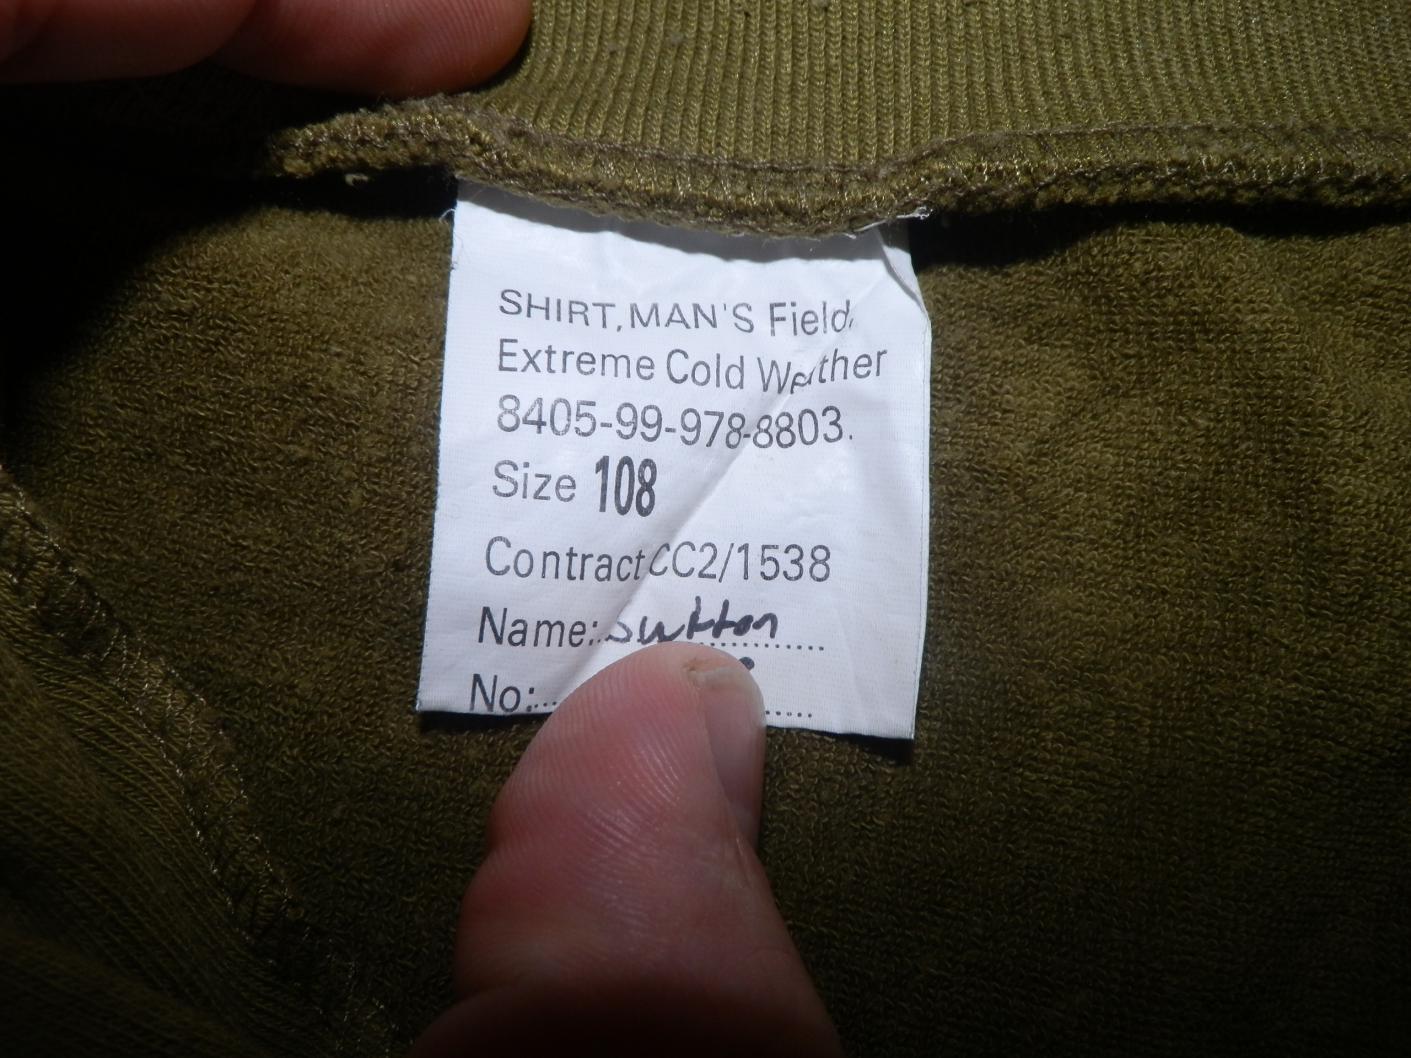 SHIRT, MAN'S Field,
Extreme Cold Weather
8405-99-978-8803.
Size 108
Contract CC2/1538
Name: Sutton
No: